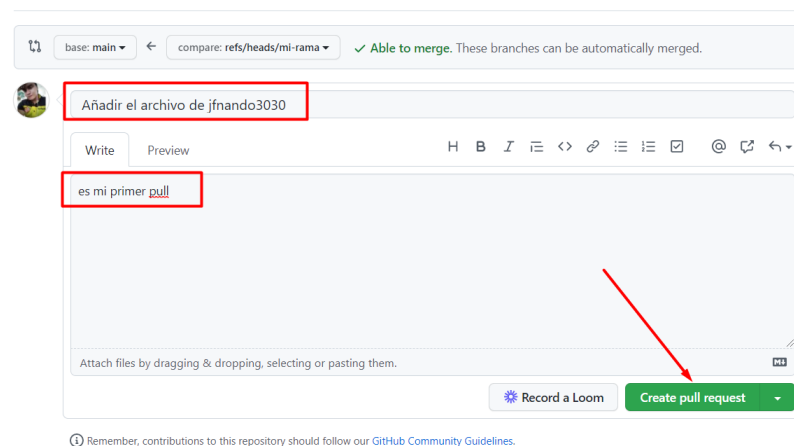 base: main
compare: refs/heads/mi-rama
Able to merge. These branches can be automatically merged.
Añadir el archivo de jfnando3030
Write
Preview
es mi primer pull
Attach files by dragging & dropping, selecting or pasting them.
Record a Loom
Create pull request
Remember, contributions to this repository should follow our GitHub Community Guidelines.